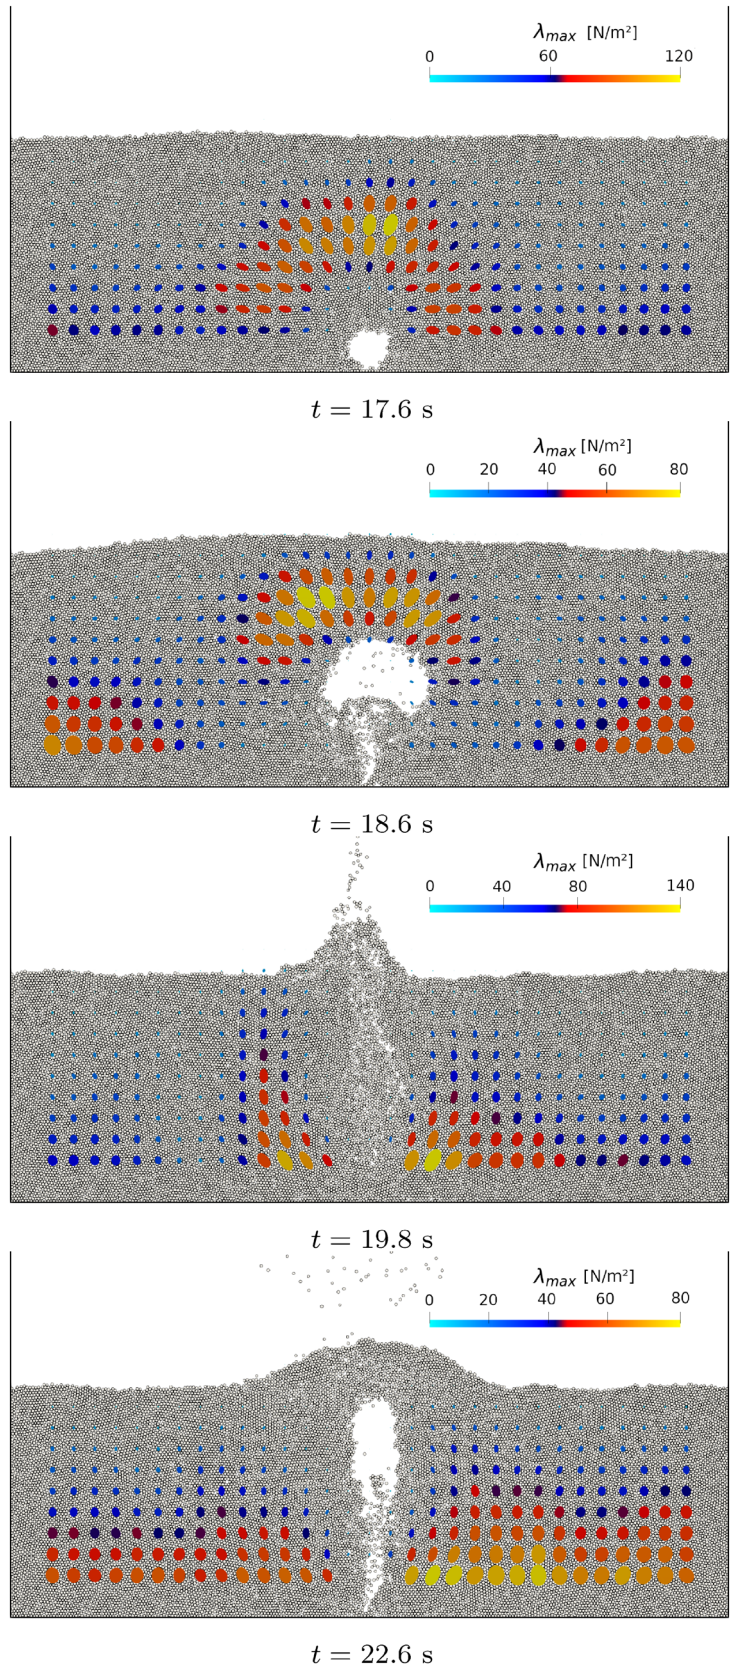 λmax [N/m²]
0 60 120
t = 17.6 s
λmax [N/m²]
0 20 40 60 80
t = 18.6 s
λmax [N/m²]
0 40 80 140
t = 19.8 s
λmax [N/m²]
0 20 40 60 80
t = 22.6 s